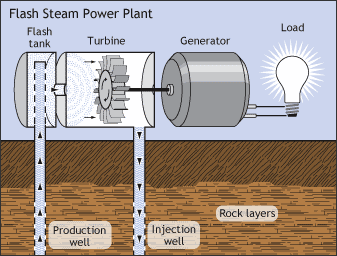 Flash Steam Power Plant
Flash
tank
Turbine
Generator
Load
Production
well
Injection
well
Rock layers